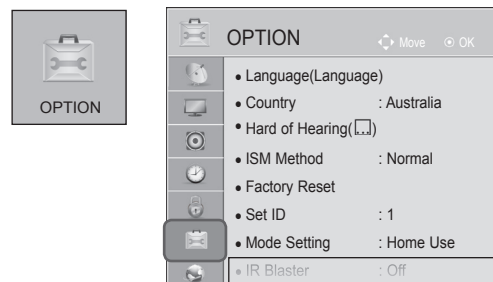 OPTION
OPTION
Move OK
Language(Language)
Country : Australia
Hard of Hearing( )
ISM Method : Normal
Factory Reset
Set ID : 1
Mode Setting : Home Use
IR Blaster : Off